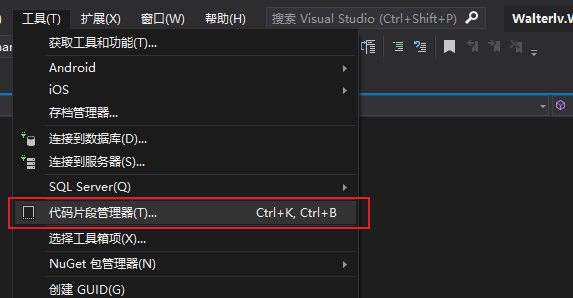 ) 工具(T) 扩展(X) 窗口(W) 帮助(H) 搜索 Visual Studio (Ctrl+Shift+P) Walterlv.W
获取工具和功能(T)...
Android
iOS
存档管理器...
连接到数据库(D)...
连接到服务器(S)...
SQL Server(Q)
代码片段管理器(T)... Ctrl+K, Ctrl+B
选择工具箱项(X)...
NuGet 包管理器(N)
创建 GUID(G)